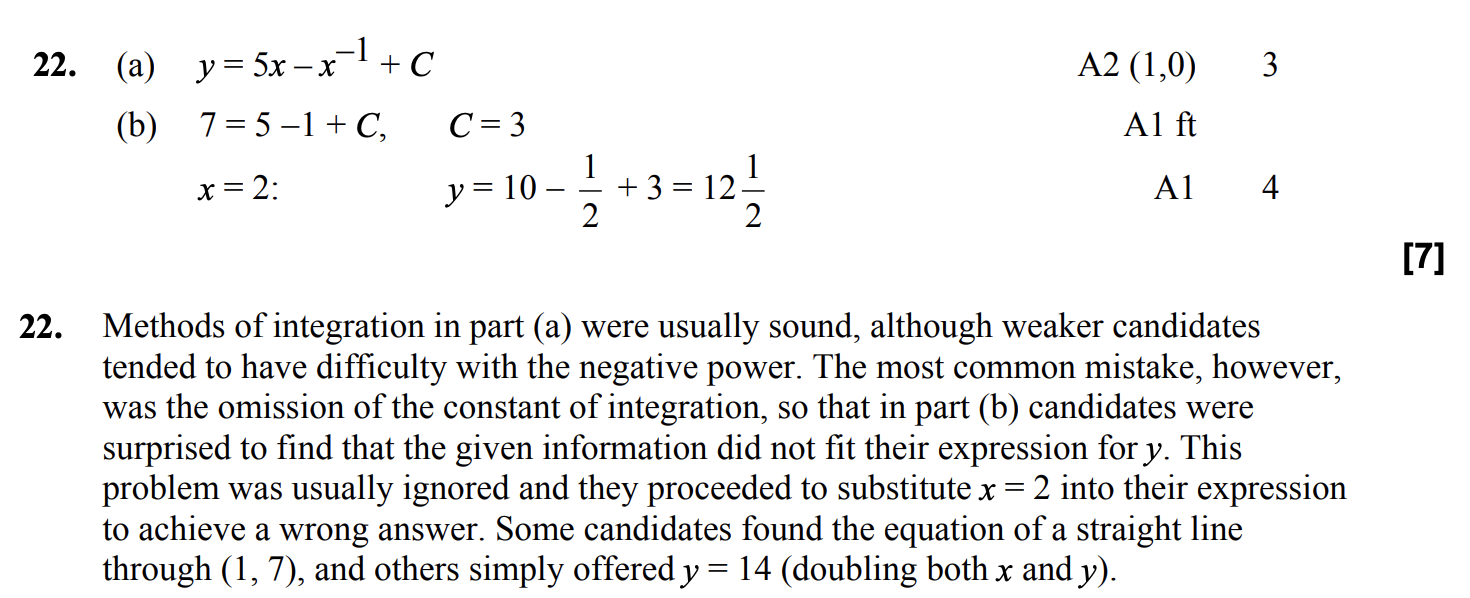 22. (a) y = 5x – x⁻¹ + C A2 (1,0) 3
(b) 7 = 5 –1 + C, C = 3 A1 ft
x = 2: y = 10 – 1/2 + 3 = 12 1/2 A1 4
[7]
22. Methods of integration in part (a) were usually sound, although weaker candidates
tended to have difficulty with the negative power. The most common mistake, however,
was the omission of the constant of integration, so that in part (b) candidates were
surprised to find that the given information did not fit their expression for y. This
problem was usually ignored and they proceeded to substitute x = 2 into their expression
to achieve a wrong answer. Some candidates found the equation of a straight line
through (1, 7), and others simply offered y = 14 (doubling both x and y).